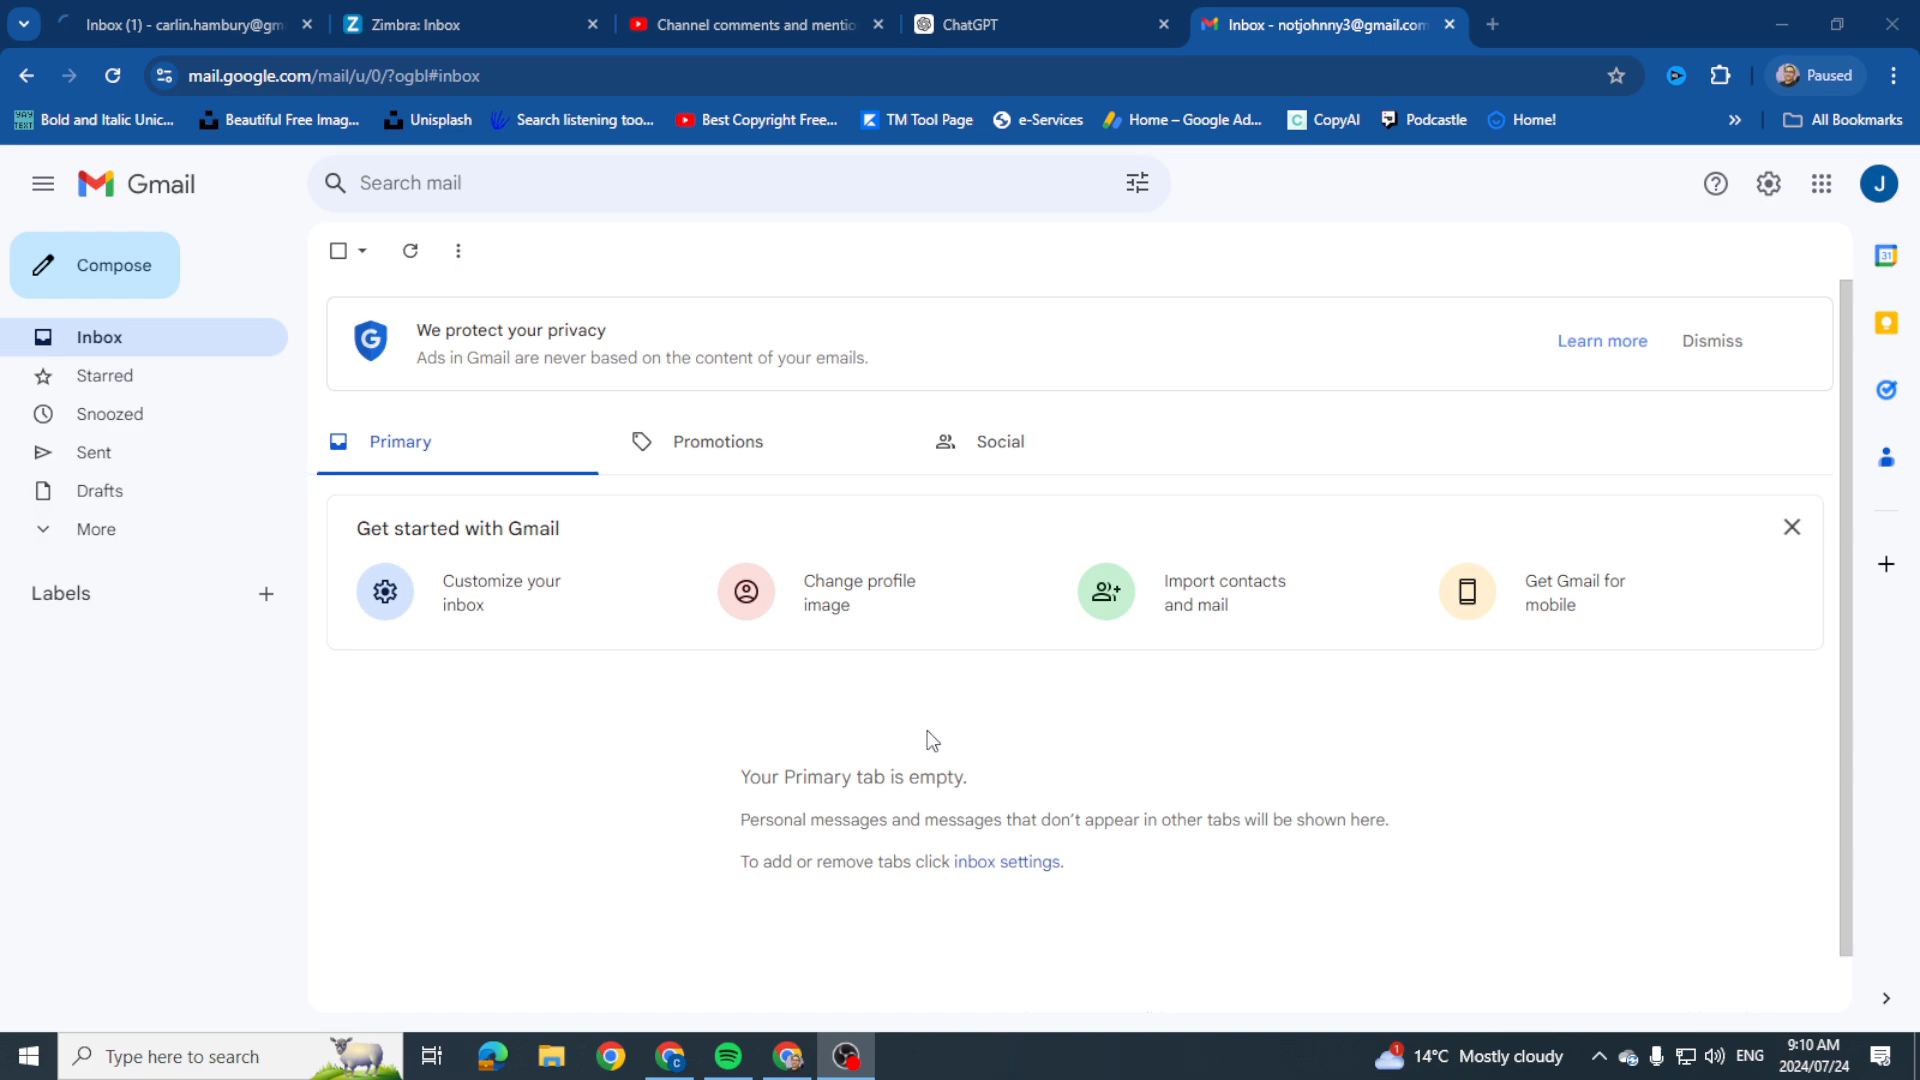 Inbox (1) - carlin.hambury@gm
Zimbra: Inbox
Channel comments and mentio
ChatGPT
Inbox - notjohnny3@gmail.com
mail.google.com/mail/u/0/?ogbl#inbox
Paused
YAY TEXT
Bold and Italic Unic...
Beautiful Free Imag...
Unisplash
Search listening too...
Best Copyright Free...
TM Tool Page
e-Services
Home – Google Ad...
CopyAI
Podcastle
Home!
All Bookmarks
Gmail
Search mail
J
Compose
31
We protect your privacy
Ads in Gmail are never based on the content of your emails.
Learn more
Dismiss
Inbox
Starred
Snoozed
Sent
Drafts
More
Labels
Primary
Promotions
Social
Get started with Gmail
Customize your
inbox
Change profile
image
Import contacts
and mail
Get Gmail for
mobile
Your Primary tab is empty.
Personal messages and messages that don't appear in other tabs will be shown here.
To add or remove tabs click inbox settings.
Type here to search
1
14°C Mostly cloudy
ENG
9:10 AM
2024/07/24